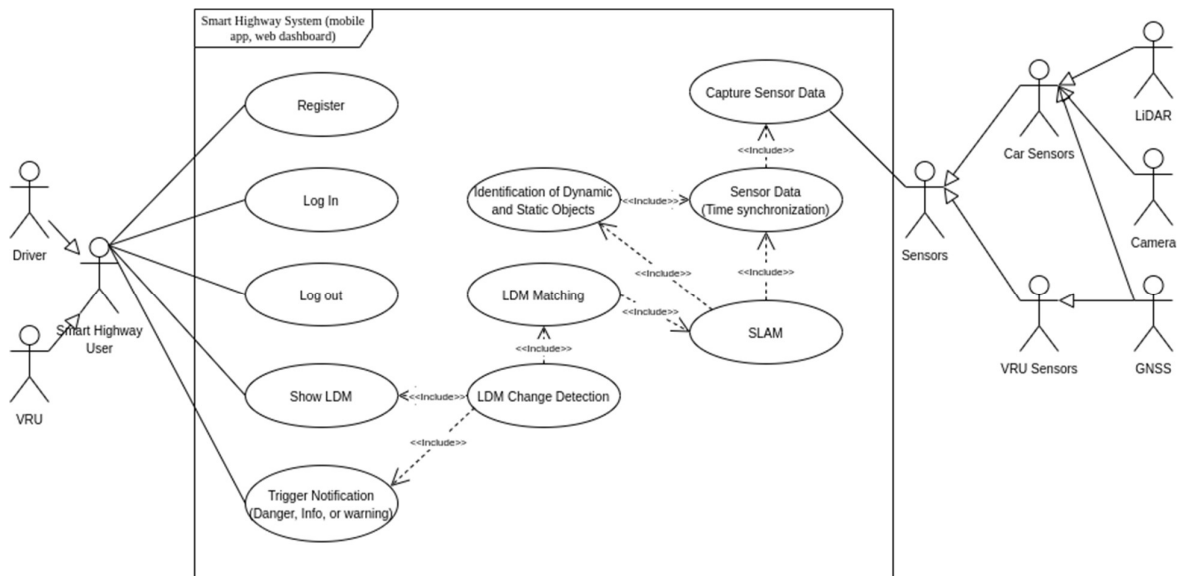 Smart Highway System (mobile
app, web dashboard)
Register
Log In
Log out
Show LDM
Trigger Notification
(Danger, Info, or warning)
Driver
Smart Highway
User
VRU
Capture Sensor Data
<<Include>>
Identification of Dynamic
and Static Objects
<<Include>>
Sensor Data
(Time synchronization)
<<Include>>
<<Include>>
LDM Matching
<<Include>>
SLAM
<<Include>>
LDM Change Detection
<<Include>>
<<Include>>
Sensors
Car Sensors
VRU Sensors
LiDAR
Camera
GNSS